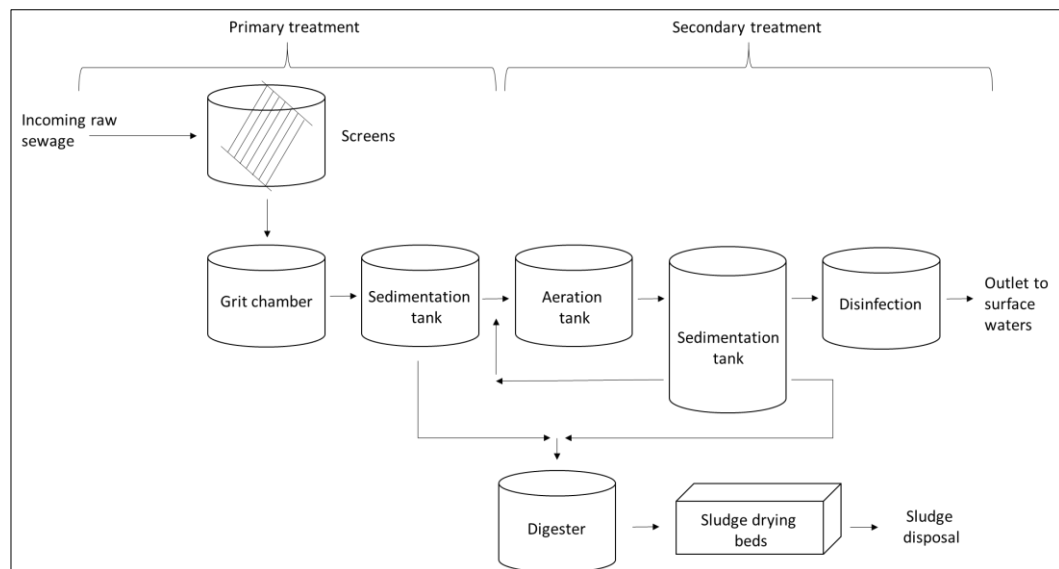 Primary treatment
Secondary treatment
Incoming raw
sewage
Screens
Grit chamber
Sedimentation
tank
Aeration
tank
Sedimentation
tank
Disinfection
Outlet to
surface
waters
Digester
Sludge drying
beds
Sludge
disposal